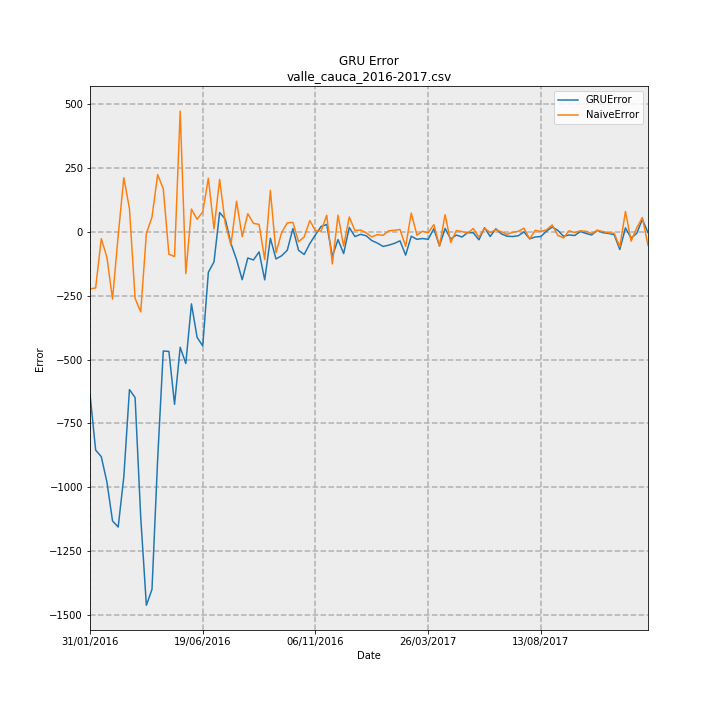 GRU Error
valle_cauca_2016-2017.csv
GRUError
NaiveError
500
250
0
−250
−500
−750
−1000
−1250
−1500
Error
31/01/2016
19/06/2016
06/11/2016
26/03/2017
13/08/2017
Date